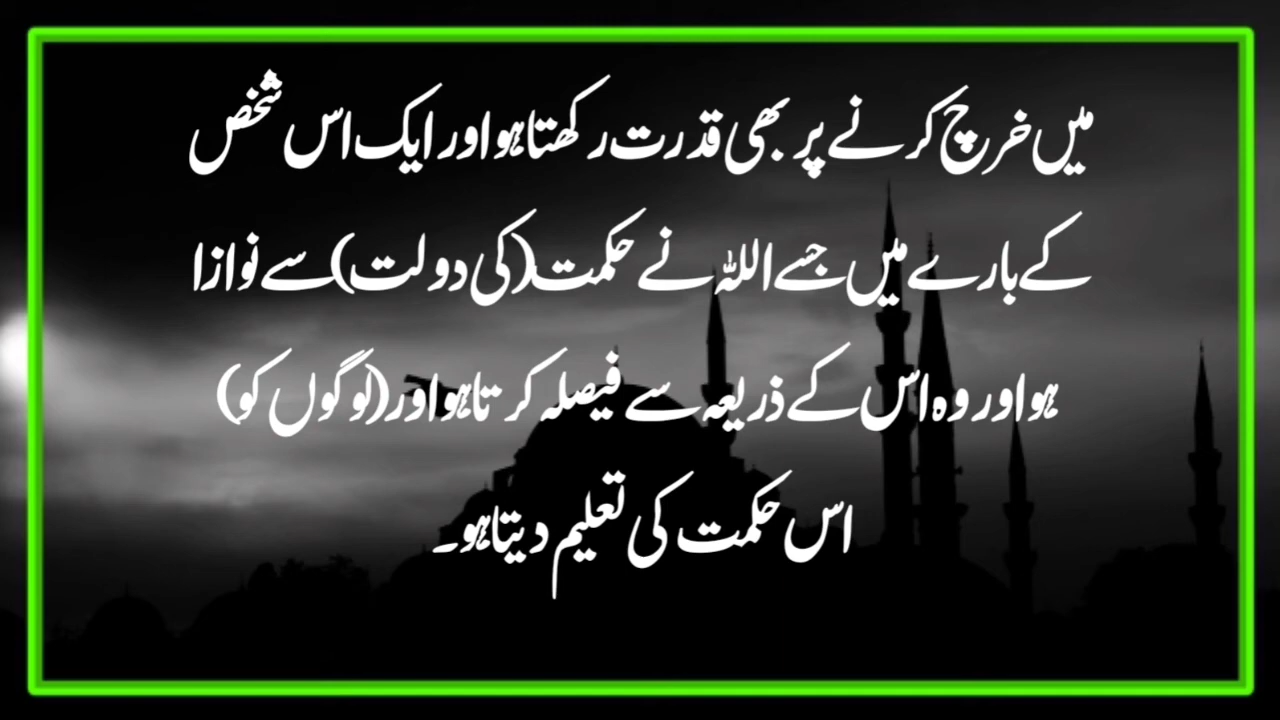 میں خرچ کرنے پر بھی قدرت رکھتا ہو اور ایک اس شخص
کے بارے میں جسے اللہ نے حکمت (کی دولت) سے نوازا
ہو اور وہ اس کے ذریعہ سے فیصلہ کرتا ہو اور (لوگوں کو)
اس حکمت کی تعلیم دیتا ہو۔